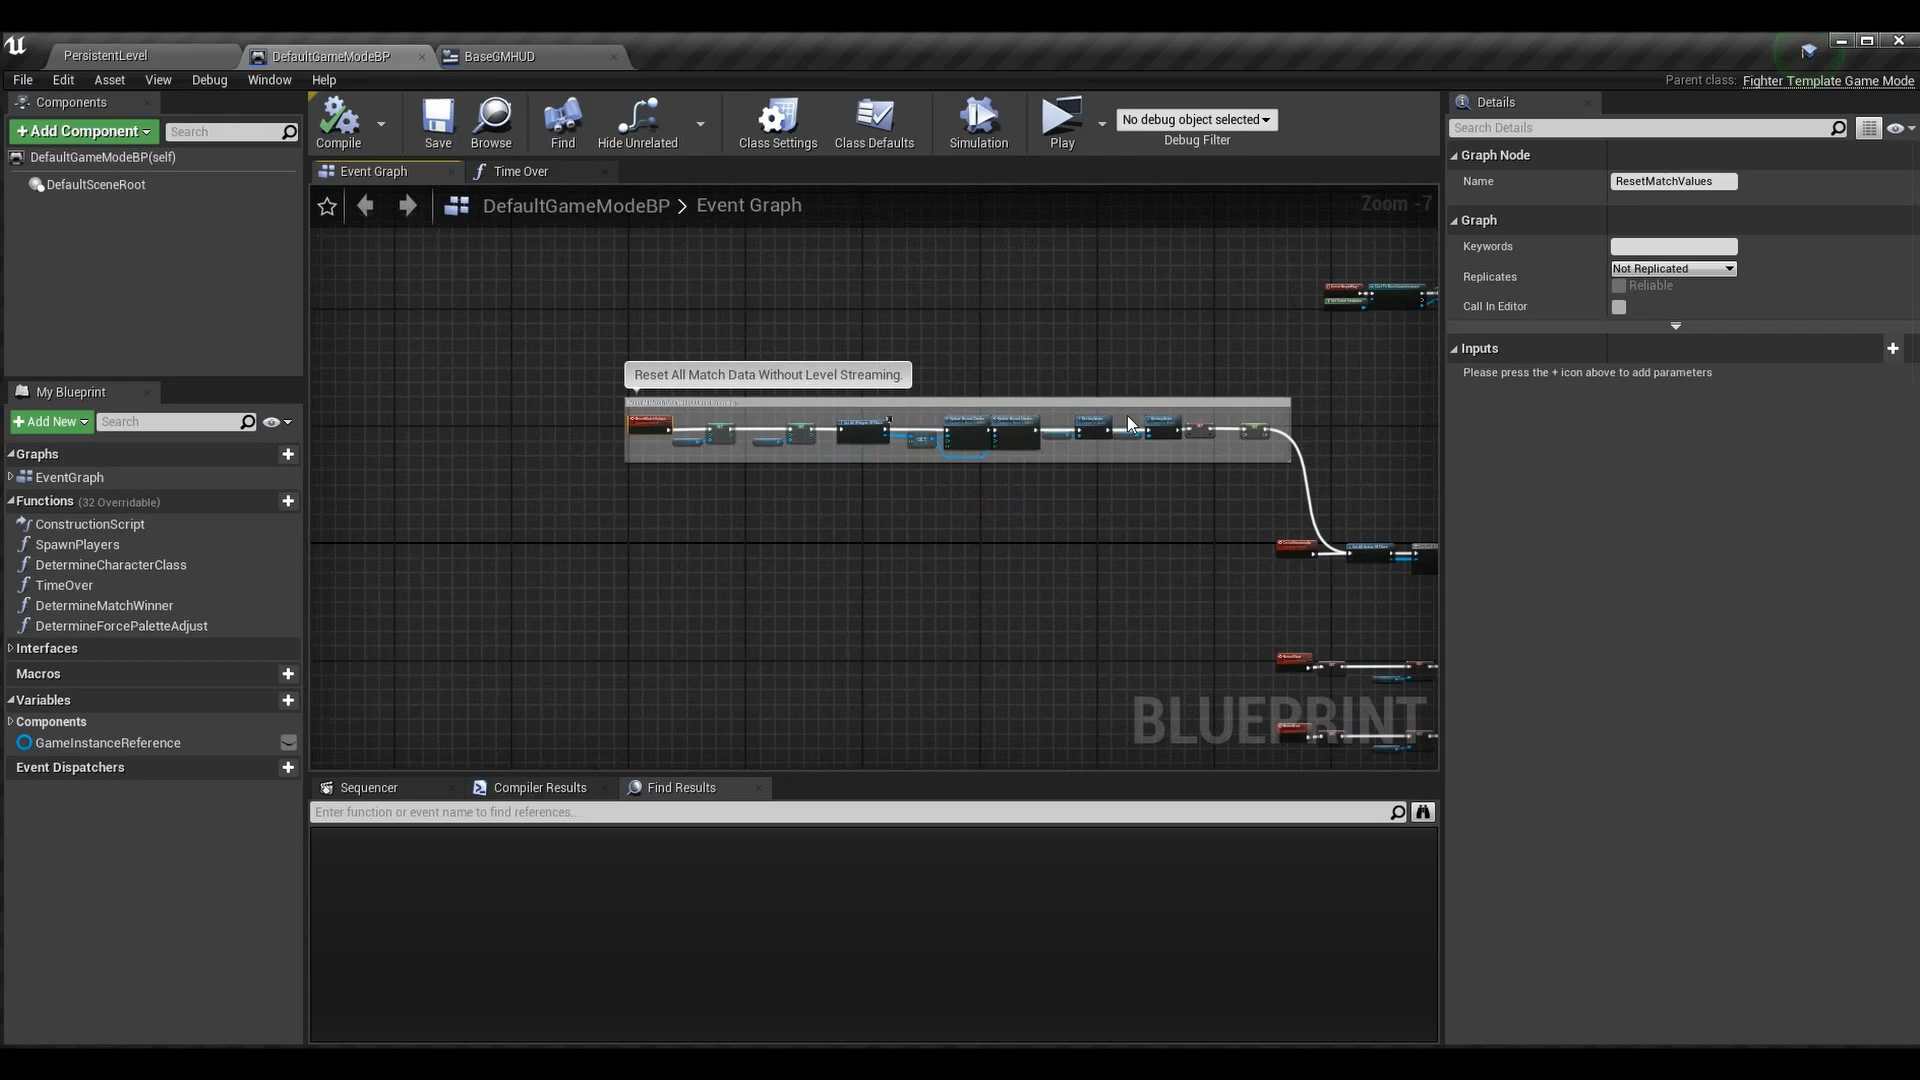 PersistentLevel
DefaultGameModeBP
BaseGMHUD
File Edit Asset View Debug Window Help
Parent class: Fighter Template Game Mode
Components
+Add Component
Search
DefaultGameModeBP(self)
DefaultSceneRoot
My Blueprint
+Add New
Search
Graphs
EventGraph
Functions (32 Overridable)
ConstructionScript
SpawnPlayers
DetermineCharacterClass
TimeOver
DetermineMatchWinner
DetermineForcePaletteAdjust
Interfaces
Macros
Variables
Components
GameInstanceReference
Event Dispatchers
Compile
Save
Browse
Find
Hide Unrelated
Class Settings
Class Defaults
Simulation
Play
No debug object selected
Debug Filter
Event Graph
Time Over
DefaultGameModeBP > Event Graph
Zoom -7
Reset All Match Data Without Level Streaming.
BLUEPRINT
Sequencer
Compiler Results
Find Results
Enter function or event name to find references...
Details
Search Details
Graph Node
Name
ResetMatchValues
Graph
Keywords
Replicates
Not Replicated
Reliable
Call In Editor
Inputs
Please press the + icon above to add parameters